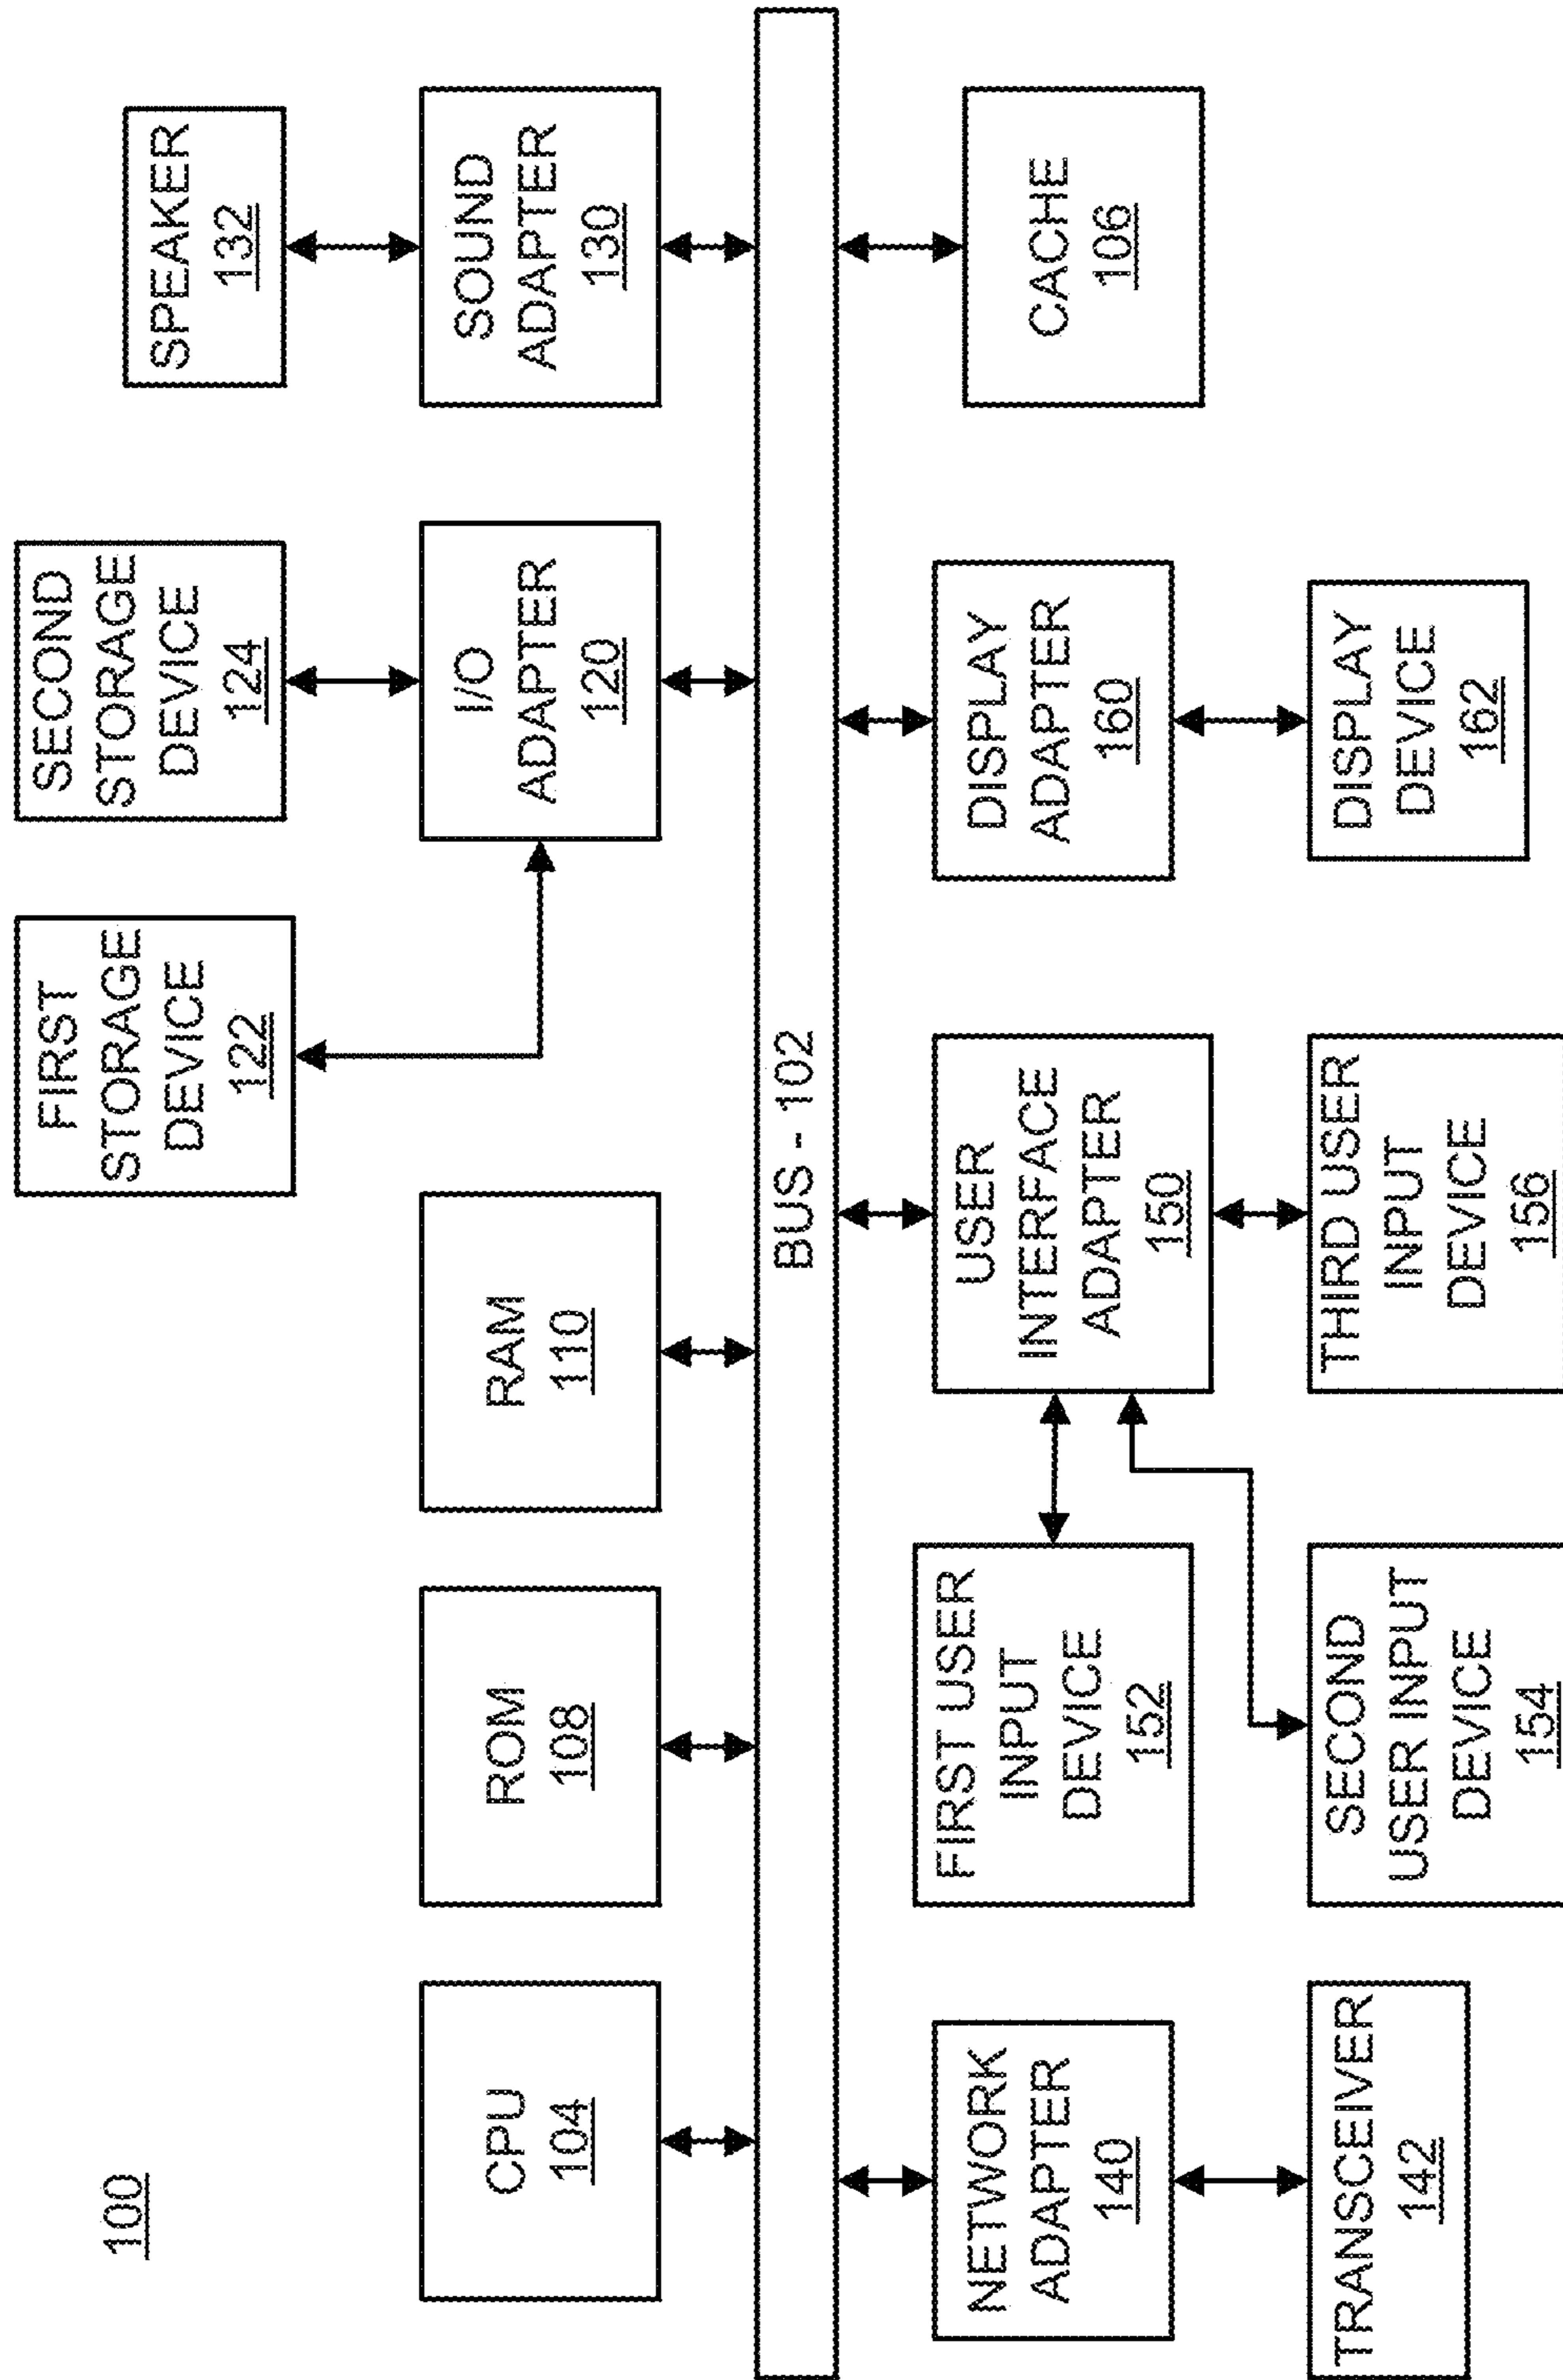 100
CPU
104
ROM
108
RAM
110
FIRST
STORAGE
DEVICE
122
SECOND
STORAGE
DEVICE
124
I/O
ADAPTER
120
SPEAKER
132
SOUND
ADAPTER
130
BUS - 102
NETWORK
ADAPTER
140
TRANSCEIVER
142
FIRST USER
INPUT
DEVICE
152
SECOND
USER INPUT
DEVICE
154
USER
INTERFACE
ADAPTER
150
THIRD USER
INPUT
DEVICE
156
DISPLAY
ADAPTER
160
DISPLAY
DEVICE
162
CACHE
106